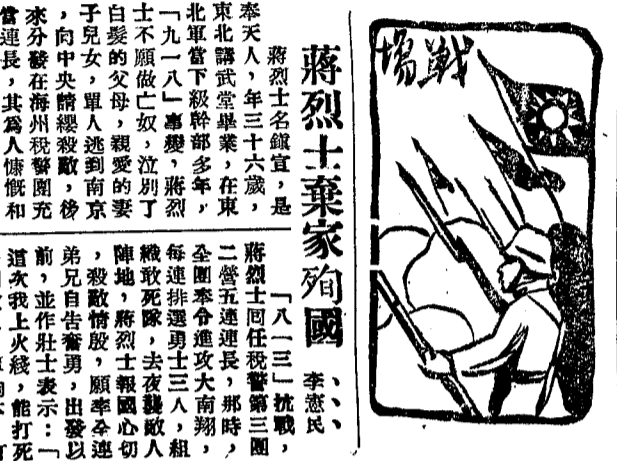 戰場
蔣烈士棄家殉國
李憲民
蔣烈士名鎮宣,是
奉天人,年三十六歲,
東北講武堂畢業,在東
北軍當下級幹部多年,
「九一八」事變,蔣烈
士不願做亡奴,泣別了
白髮的父母,親愛的妻
子兒女,單人逃到南京
,向中央請纓殺敵,後
來分發在海州稅警團充
當連長,其爲人慷慨和
「八一三」抗戰,
蔣烈士囘任稅警第三團
二營五連連長,那時,
全團奉令進攻大南翔,
每連排選勇士三人,組
織敢死隊,去夜襲敵人
陣地,蔣烈士報國心切
,殺敵情殷,願率全連
弟兄自告奮勇,出發以
前,並作壯士表示:「
這次我上火綫,能打死